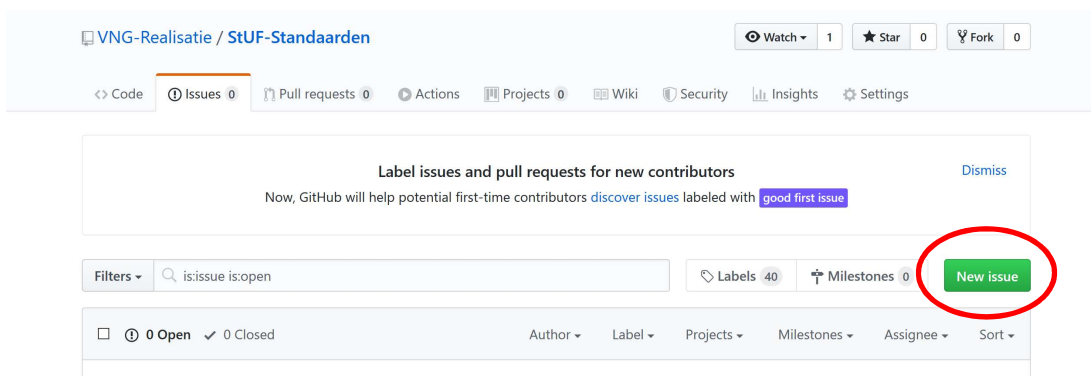 VNG-Realisatie / StUF-Standaarden Watch 1 Star 0 Fork 0
Code Issues 0 Pull requests 0 Actions Projects 0 Wiki Security Insights Settings
Label issues and pull requests for new contributors Dismiss
Now, GitHub will help potential first-time contributors discover issues labeled with good first issue
Filters is:issue is:open Labels 40 Milestones 0 New issue
0 Open 0 Closed Author Label Projects Milestones Assignee Sort